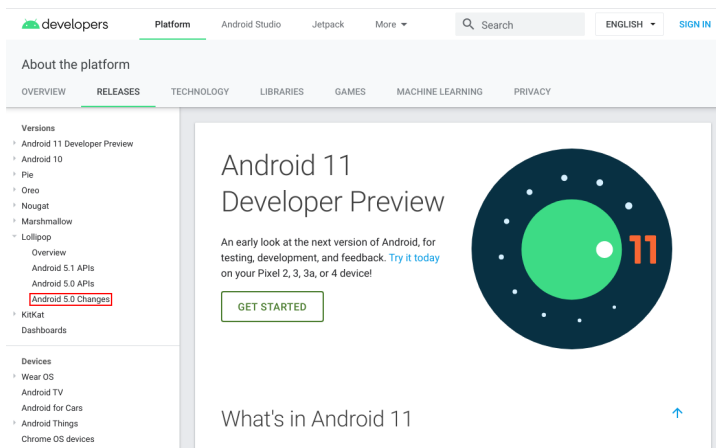 developers
Platform
Android Studio
Jetpack
More
Search
ENGLISH
SIGN IN
About the platform
OVERVIEW
RELEASES
TECHNOLOGY
LIBRARIES
GAMES
MACHINE LEARNING
PRIVACY
Versions
Android 11 Developer Preview
Android 10
Pie
Oreo
Nougat
Marshmallow
Lollipop
Overview
Android 5.1 APIs
Android 5.0 APIs
Android 5.0 Changes
KitKat
Dashboards
Devices
Wear OS
Android TV
Android for Cars
Android Things
Chrome OS devices
Android 11
Developer Preview
An early look at the next version of Android, for
testing, development, and feedback. Try it today
on your Pixel 2, 3, 3a, or 4 device!
GET STARTED
11
What's in Android 11